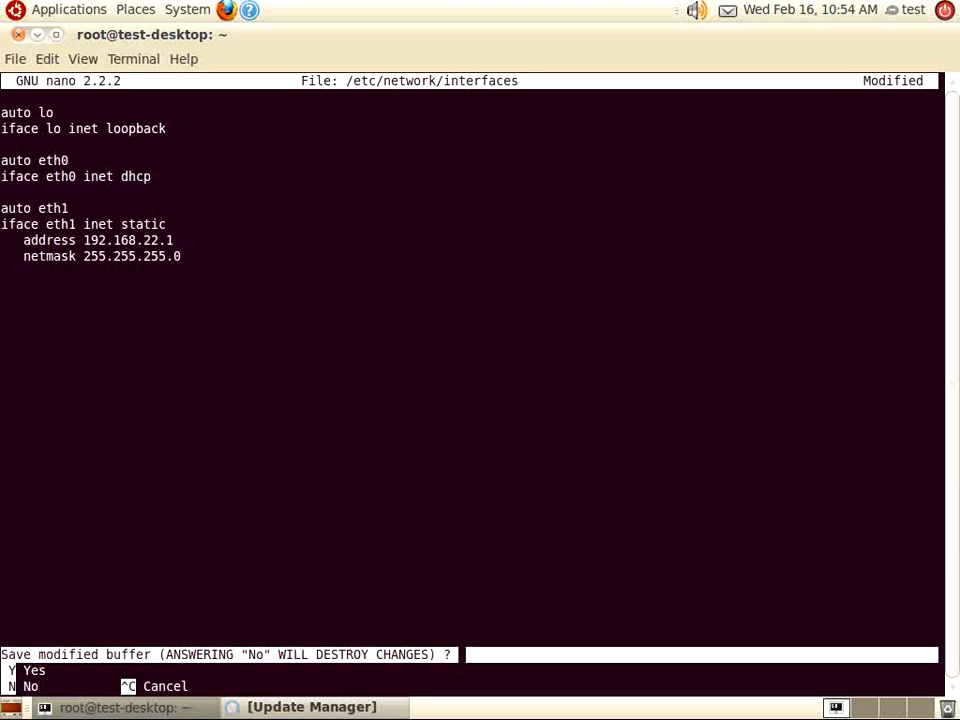 Applications Places System Wed Feb 16, 10:54 AM test
root@test-desktop: ~
File Edit View Terminal Help
GNU nano 2.2.2 File: /etc/network/interfaces Modified
auto lo
iface lo inet loopback
auto eth0
iface eth0 inet dhcp
auto eth1
iface eth1 inet static
address 192.168.22.1
netmask 255.255.255.0
Save modified buffer (ANSWERING "No" WILL DESTROY CHANGES) ?
Y Yes
N No ^C Cancel
root@test-desktop: ~ [Update Manager]